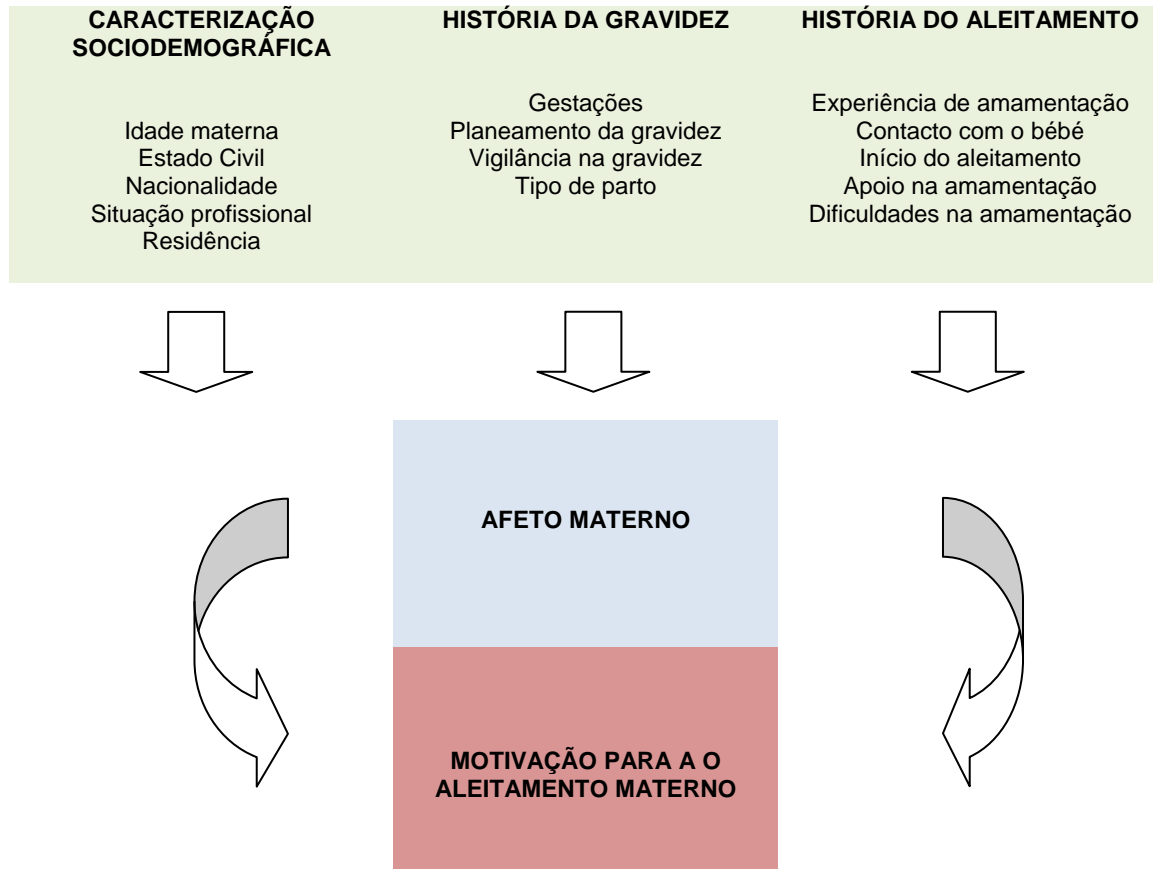 CARACTERIZAÇÃO
SOCIODEMOGRÁFICA
Idade materna
Estado Civil
Nacionalidade
Situação profissional
Residência
HISTÓRIA DA GRAVIDEZ
Gestações
Planeamento da gravidez
Vigilância na gravidez
Tipo de parto
HISTÓRIA DO ALEITAMENTO
Experiência de amamentação
Contacto com o bébé
Início do aleitamento
Apoio na amamentação
Dificuldades na amamentação
AFETO MATERNO
MOTIVAÇÃO PARA A O
ALEITAMENTO MATERNO